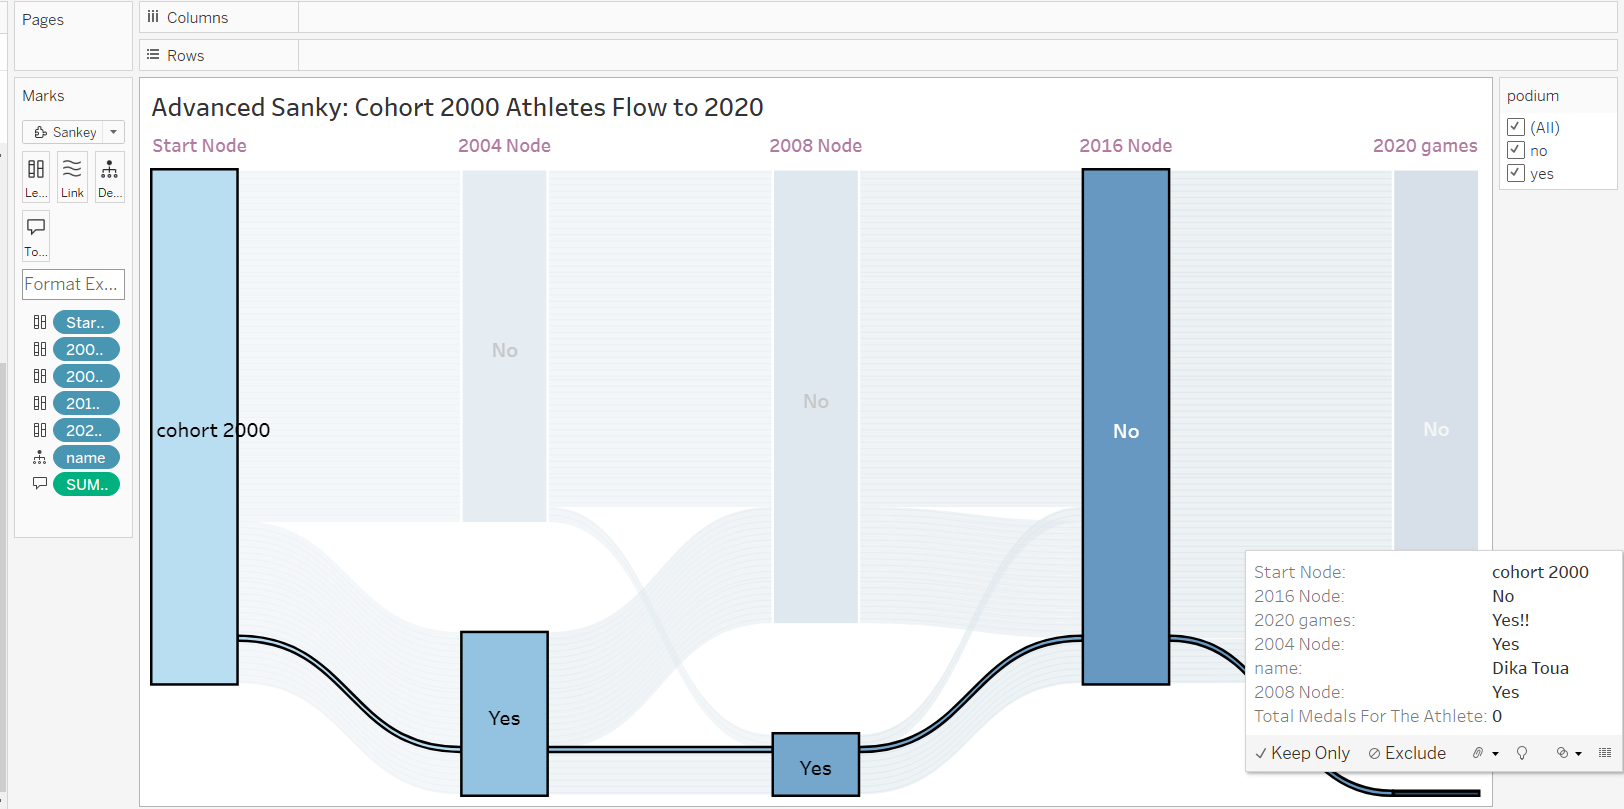 Pages
Columns
Rows
Marks
Sankey
Le...
Link
De...
To...
Format Ex...
Star..
200..
200..
201..
202..
name
SUM..
Advanced Sanky: Cohort 2000 Athletes Flow to 2020
Start Node 2004 Node 2008 Node 2016 Node 2020 games
No
No
cohort 2000
No
No
Yes
Yes
podium
(All)
no
yes
Start Node: cohort 2000
2016 Node: No
2020 games: Yes!!
2004 Node: Yes
name: Dika Toua
2008 Node: Yes
Total Medals For The Athlete: 0
Keep Only Exclude